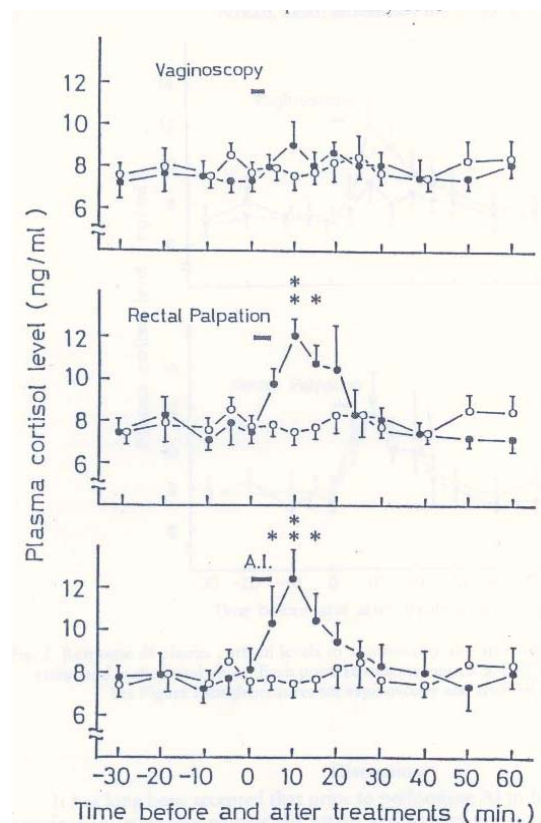 Vaginoscopy
12
10
8
6
Rectal Palpation
*
* *
12
10
8
6
A.I.
*
* * *
12
10
8
6
Plasma cortisol level (ng/ml)
-30 -20 -10 0 10 20 30 40 50 60
Time before and after treatments (min.)